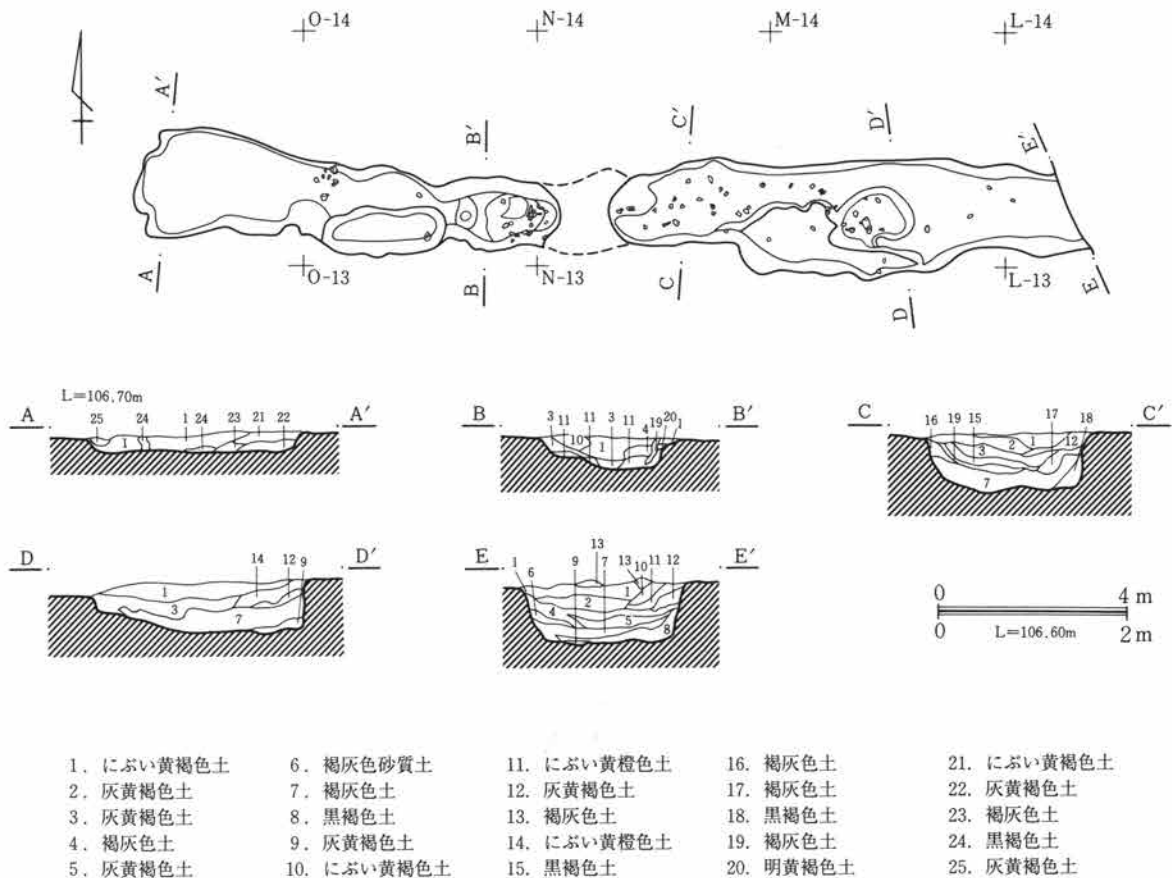 O-14 N-14 M-14 L-14
A′ B′ C′ D′ E′
A O-13 B N-13 C D L-13 E
L=106,70m
A 25 24 1 24 23 21 22 A′
1
B 3 11 11 3 11 4 19 20 1 B′
10 1
C 16 19 15 17 18 C′
2 1 12
3
7
D 14 12 9 D′
1
3 7
E 1 6 9 13 7 13 10 11 12 E′
1
2
4 5 8
0 4 m
0 L=106,60m 2 m
1. にぶい黄褐色土
2. 灰黄褐色土
3. 灰黄褐色土
4. 褐灰色土
5. 灰黄褐色土
6. 褐灰色砂質土
7. 褐灰色土
8. 黒褐色土
9. 灰黄褐色土
10. にぶい黄褐色土
11. にぶい黄橙色土
12. 灰黄褐色土
13. 褐灰色土
14. にぶい黄橙色土
15. 黒褐色土
16. 褐灰色土
17. 褐灰色土
18. 黒褐色土
19. 褐灰色土
20. 明黄褐色土
21. にぶい黄褐色土
22. 灰黄褐色土
23. 褐灰色土
24. 黒褐色土
25. 灰黄褐色土